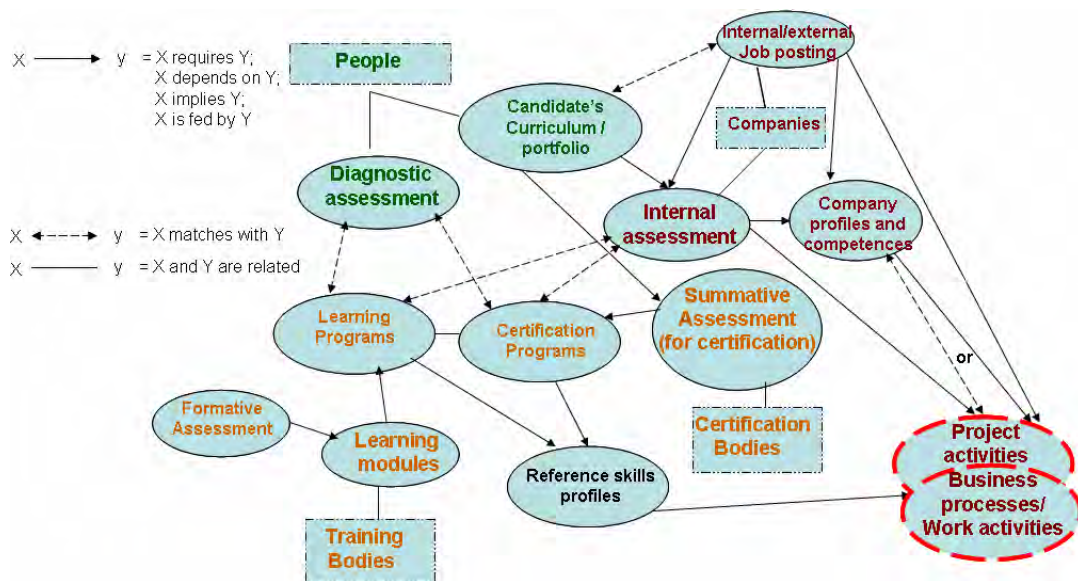 X y = X requires Y;
X depends on Y;
X implies Y;
X is fed by Y
People
Internal/external
Job posting
Candidate's
Curriculum /
portfolio
Companies
Diagnostic
assessment
Internal
assessment
Company
profiles and
competences
X y = X matches with Y
X y = X and Y are related
Learning
Programs
Certification
Programs
Summative
Assessment
(for certification)
or
Formative
Assessment
Learning
modules
Certification
Bodies
Project
activities
Reference skills
profiles
Business
processes/
Work activities
Training
Bodies